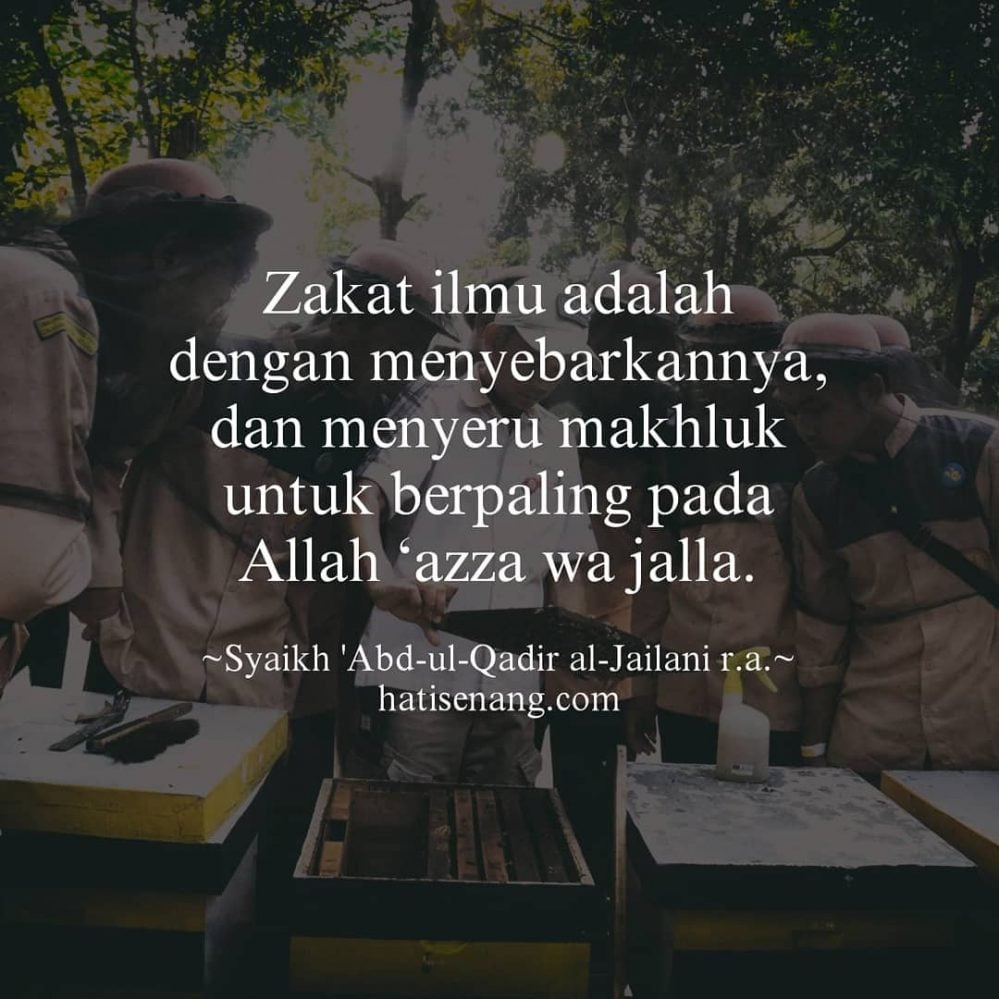 Zakat ilmu adalah
dengan menyebarkannya,
dan menyeru makhluk
untuk berpaling pada
Allah ‘azza wa jalla.
~Syaikh 'Abd-ul-Qadir al-Jailani r.a.~
hatisenang.com